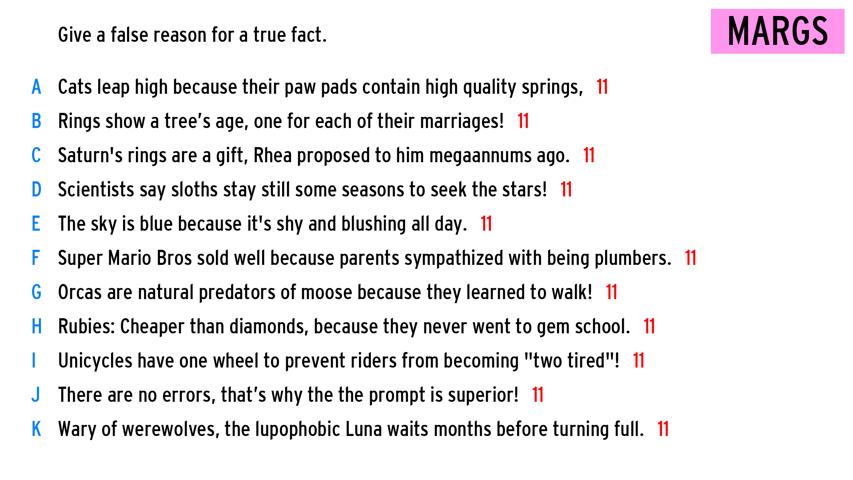 Give a false reason for a true fact.
MARGS
A Cats leap high because their paw pads contain high quality springs, 11
B Rings show a tree’s age, one for each of their marriages! 11
C Saturn's rings are a gift, Rhea proposed to him megaannums ago. 11
D Scientists say sloths stay still some seasons to seek the stars! 11
E The sky is blue because it's shy and blushing all day. 11
F Super Mario Bros sold well because parents sympathized with being plumbers. 11
G Orcas are natural predators of moose because they learned to walk! 11
H Rubies: Cheaper than diamonds, because they never went to gem school. 11
I Unicycles have one wheel to prevent riders from becoming "two tired"! 11
J There are no errors, that’s why the the prompt is superior! 11
K Wary of werewolves, the lupophobic Luna waits months before turning full. 11